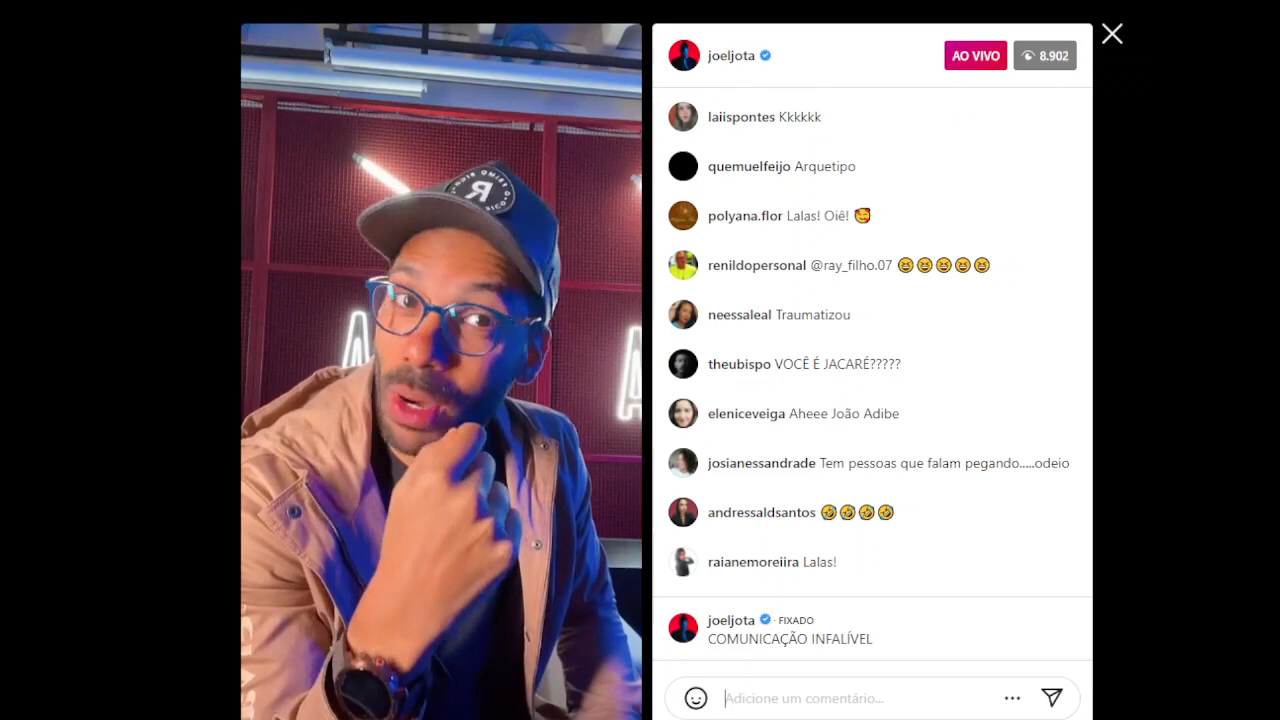 joeljota
AO VIVO
8.902
laiispontes Kkkkkk
quemuelfeijo Arquetipo
polyana.flor Lalas! Oiê! 🥰
renildopersonal @ray_filho.07 😆😆😆😆😆
neessaleal Traumatizou
theubispo VOCÊ É JACARÉ?????
eleniceveiga Aheee João Adibe
josianessandrade Tem pessoas que falam pegando.....odeio
andressaldsantos 🤣🤣🤣🤣
raianemoreiira Lalas!
joeljota · FIXADO
COMUNICAÇÃO INFALÍVEL
Adicione um comentário...